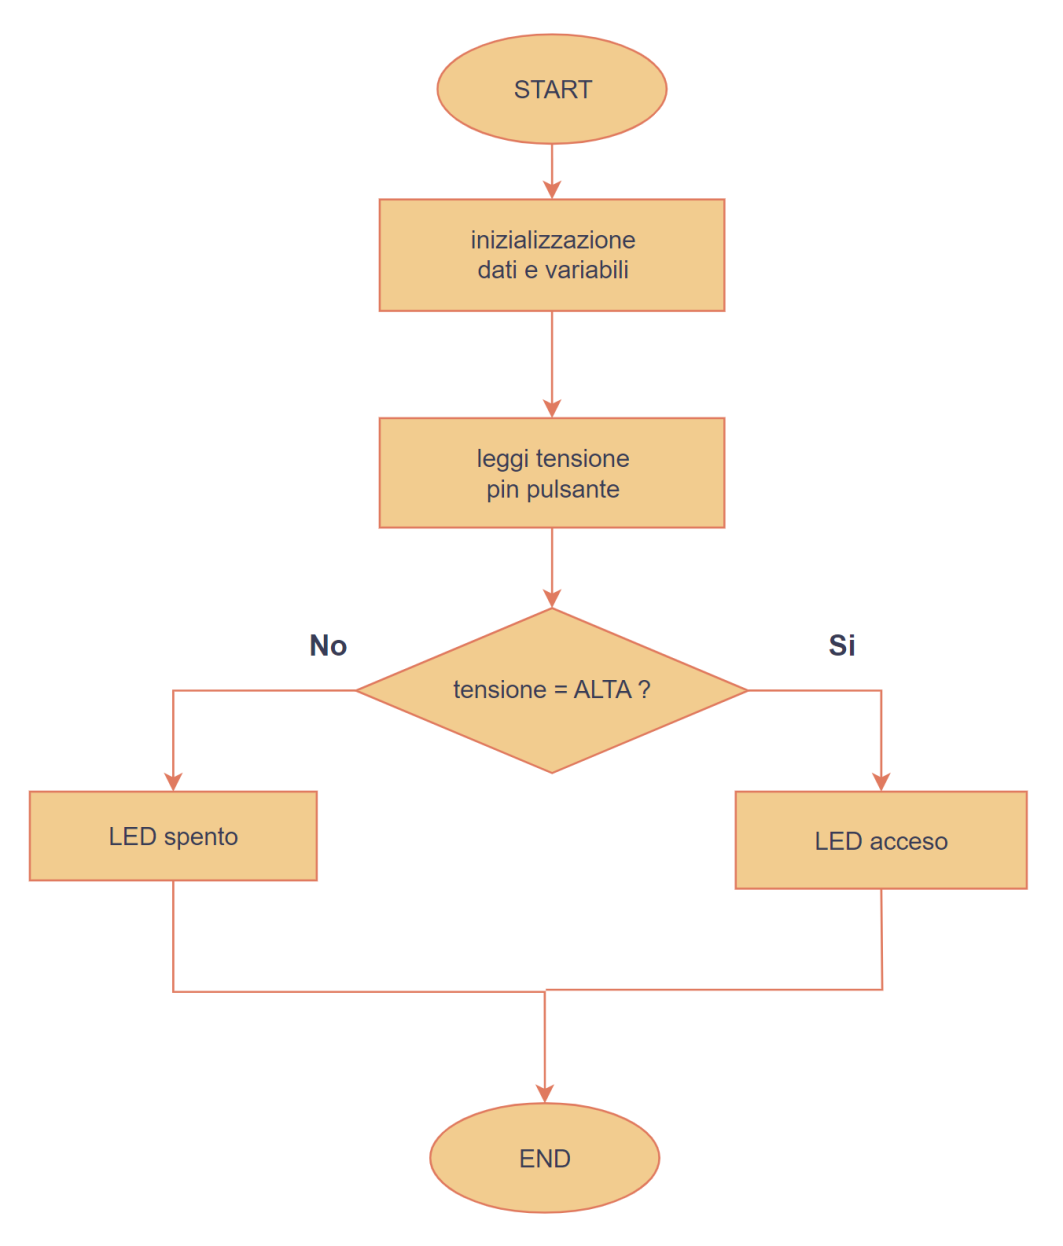 START
inizializzazione
dati e variabili
leggi tensione
pin pulsante
No
Si
tensione = ALTA ?
LED spento
LED acceso
END